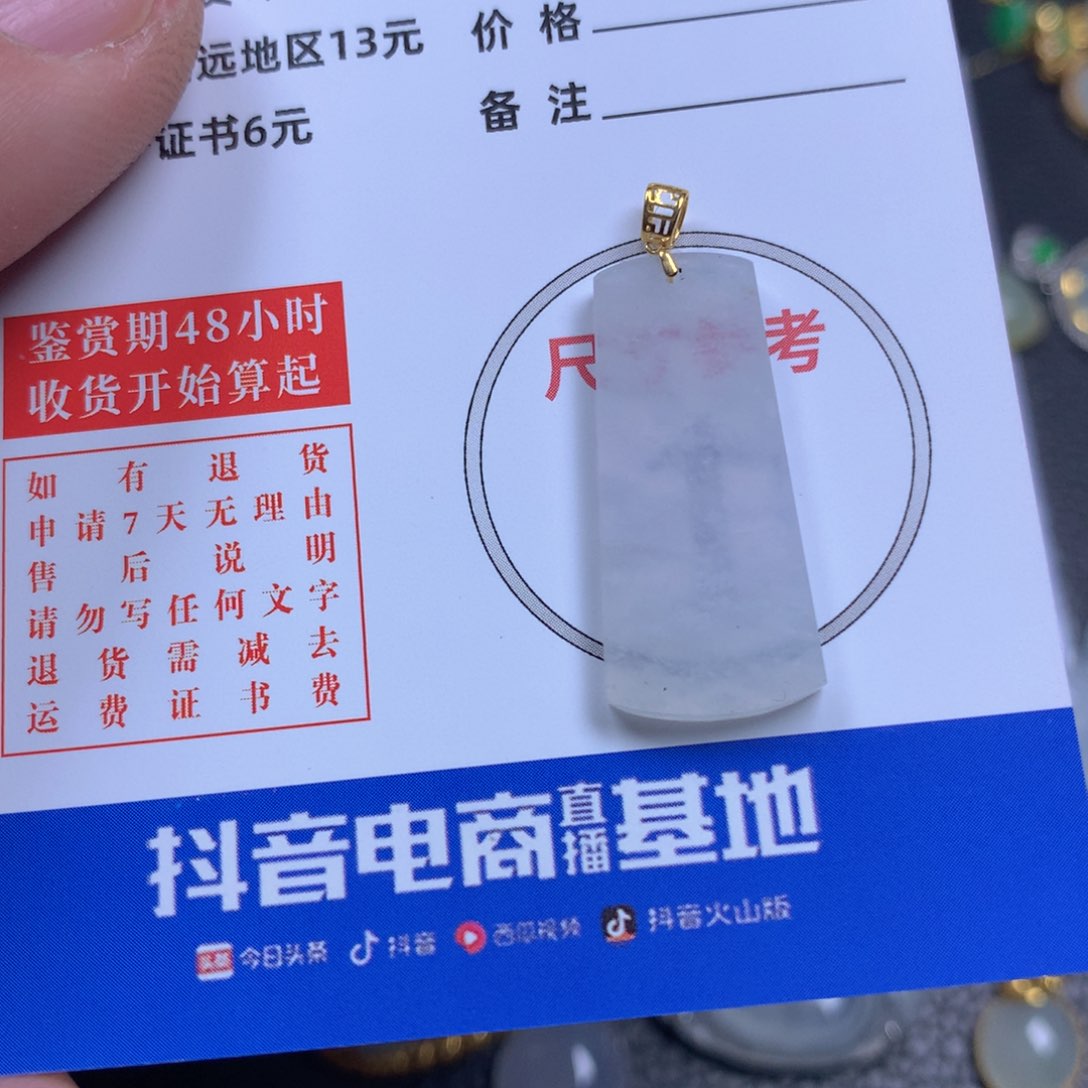 远地区13元
价格
证书6元
备注
尺
考
鉴赏期48小时
收货开始算起
如有退货
申请7天无理由
售后说明
请勿写任何文字
退货需减去
运费证书费
抖音电商直播基地
头条 今日头条 抖音 西瓜视频 抖音火山版